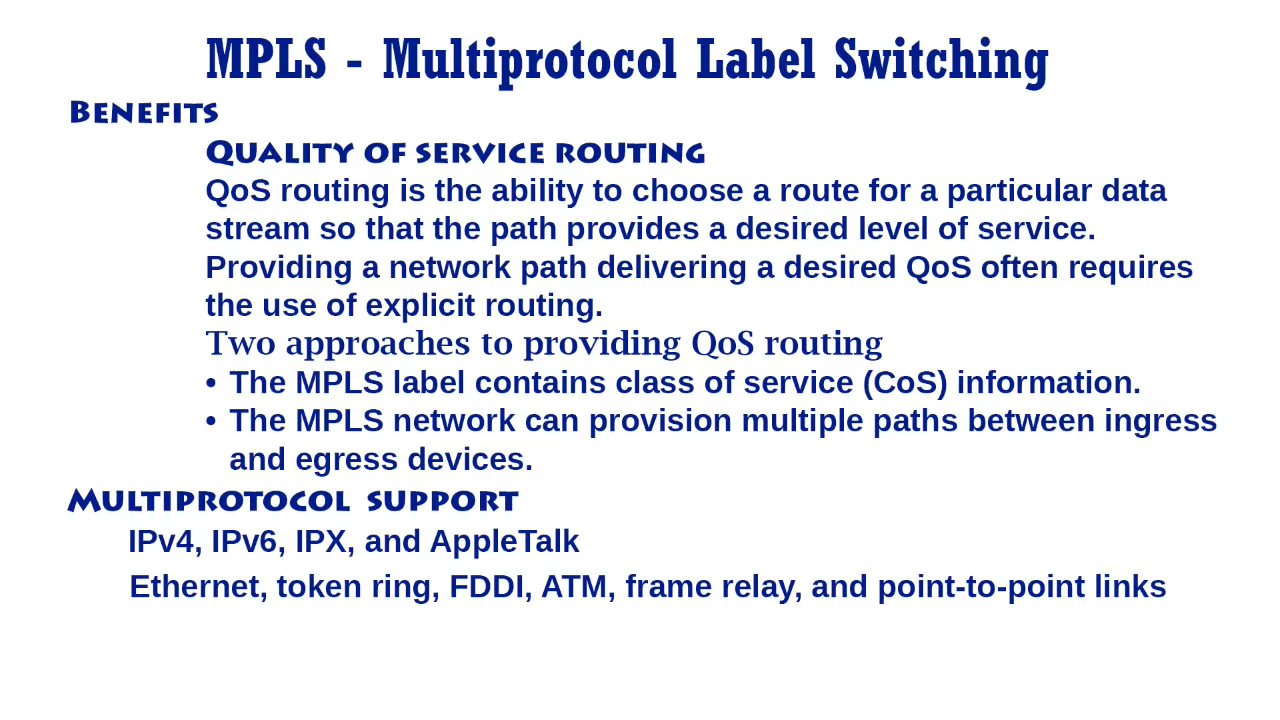 MPLS - Multiprotocol Label Switching
Benefits
Quality of service routing
QoS routing is the ability to choose a route for a particular data
stream so that the path provides a desired level of service.
Providing a network path delivering a desired QoS often requires
the use of explicit routing.
Two approaches to providing QoS routing
• The MPLS label contains class of service (CoS) information.
• The MPLS network can provision multiple paths between ingress
and egress devices.
Multiprotocol support
IPv4, IPv6, IPX, and AppleTalk
Ethernet, token ring, FDDI, ATM, frame relay, and point-to-point links